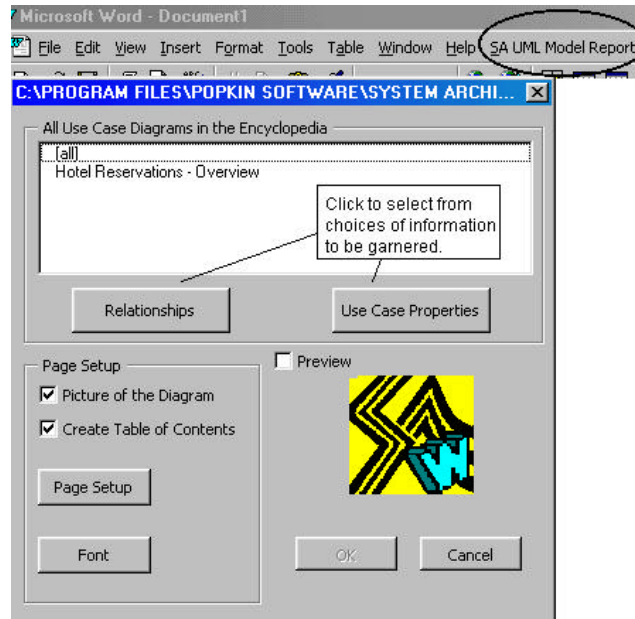 Microsoft Word - Document1
File Edit View Insert Format Tools Table Window Help SA UML Model Report
C:\PROGRAM FILES\POPKIN SOFTWARE\SYSTEM ARCHI...
All Use Case Diagrams in the Encyclopedia
[all]
Hotel Reservations - Overview
Click to select from
choices of information
to be garnered.
Relationships Use Case Properties
Page Setup
Preview
Picture of the Diagram
Create Table of Contents
Page Setup
Font
OK Cancel